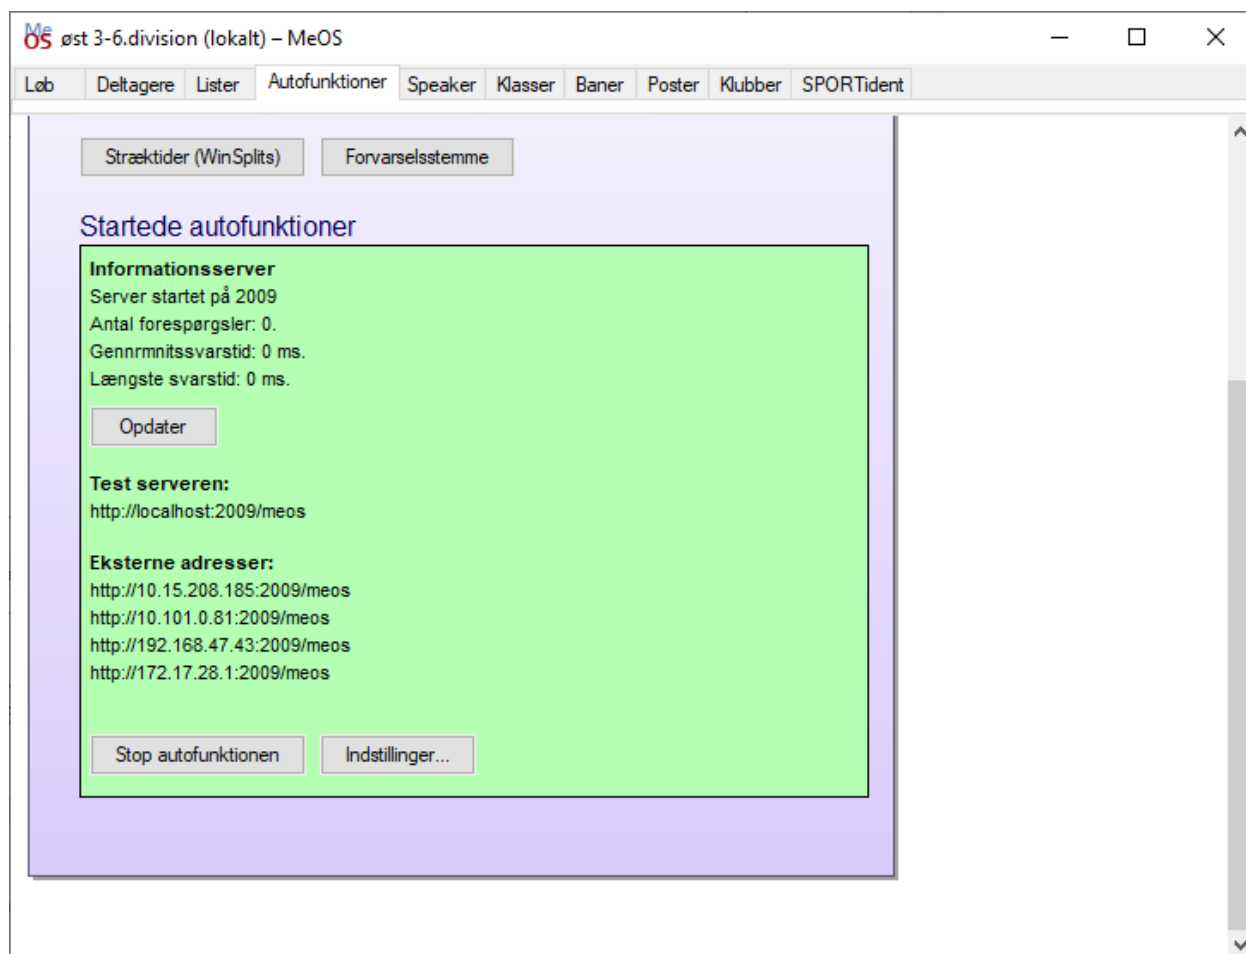 MeOS øst 3-6.division (lokalt) – MeOS
Løb Deltagere Lister Autofunktioner Speaker Klasser Baner Poster Klubber SPORTident
Stræktider (WinSplits) Forvarselsstemme
Startede autofunktioner
Informationsserver
Server startet på 2009
Antal forespørgsler: 0.
Gennrmnitssvarstid: 0 ms.
Længste svarstid: 0 ms.
Opdater
Test serveren:
http://localhost:2009/meos
Eksterne adresser:
http://10.15.208.185:2009/meos
http://10.101.0.81:2009/meos
http://192.168.47.43:2009/meos
http://172.17.28.1:2009/meos
Stop autofunktionen Indstillinger...